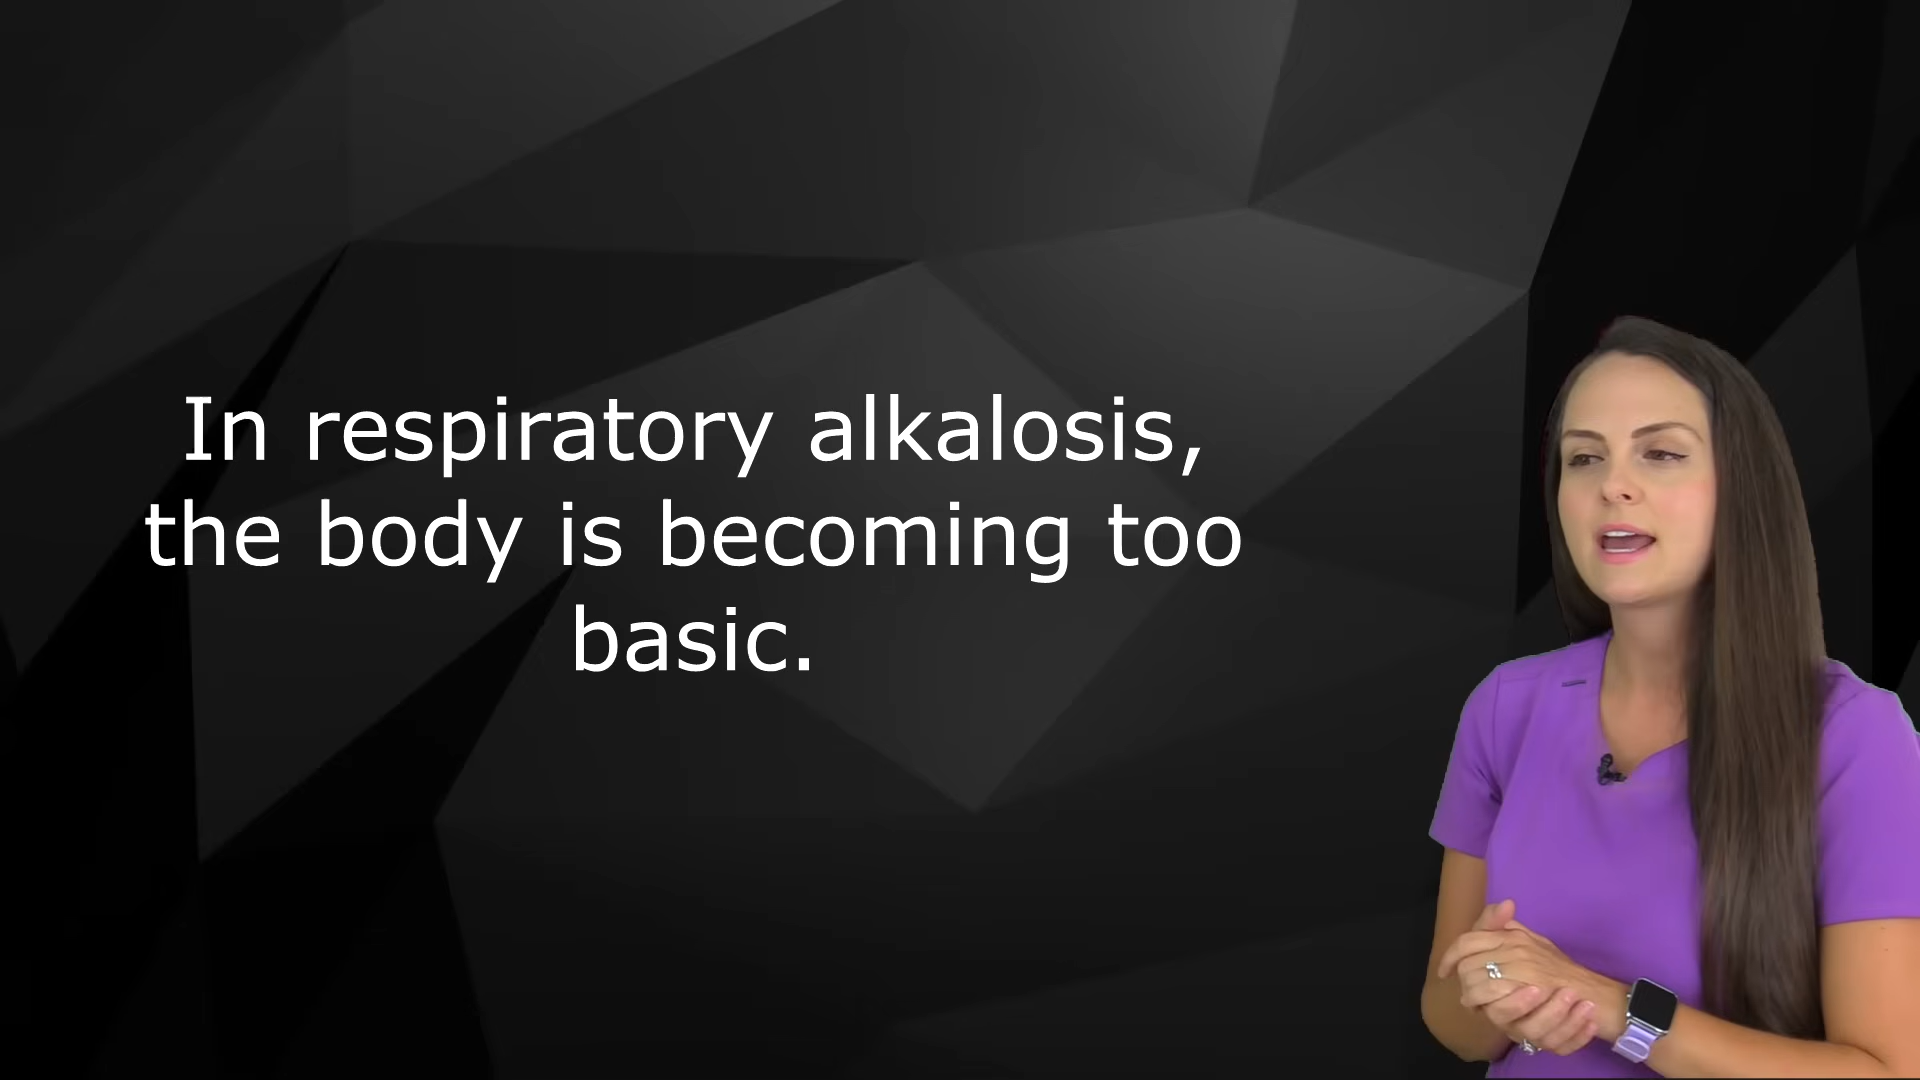 In respiratory alkalosis,
the body is becoming too
basic.